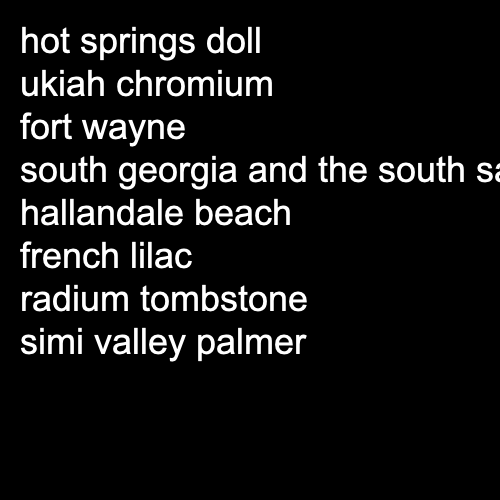 hot springs doll
ukiah chromium
fort wayne
south georgia and the south
hallandale beach
french lilac
radium tombstone
simi valley palmer